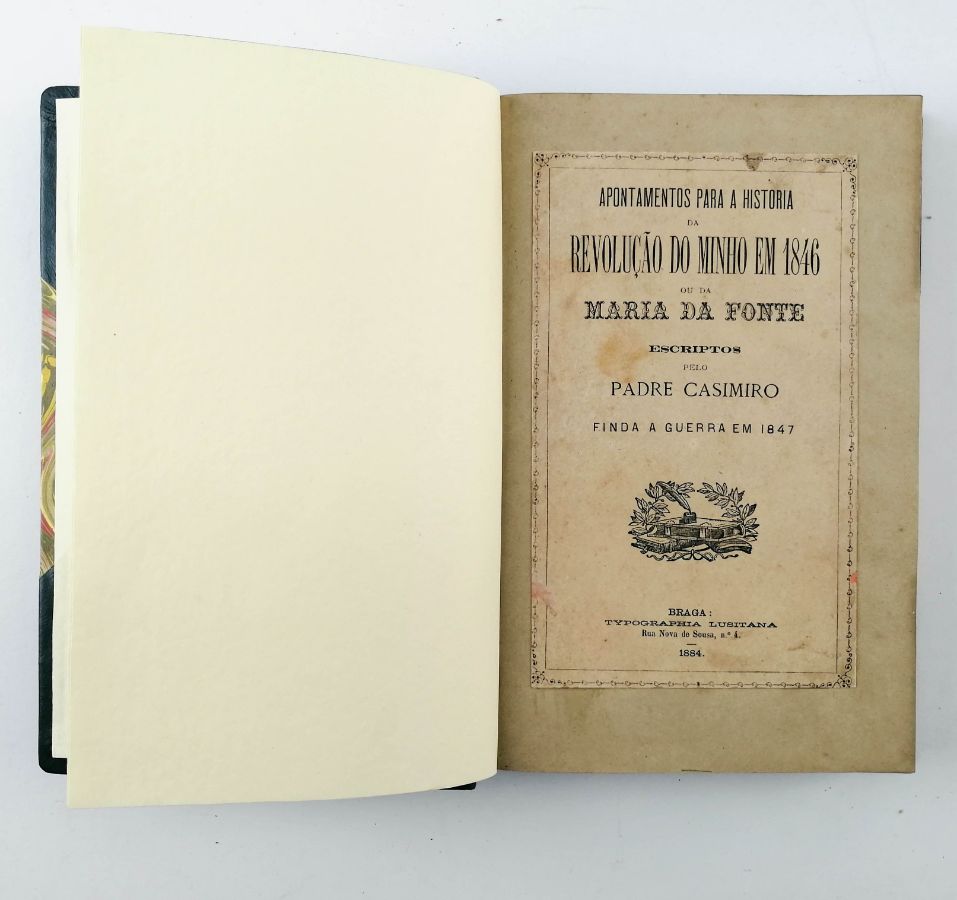 APONTAMENTOS PARA A HISTORIA
DA
REVOLUÇÃO DO MINHO EM 1846
OU DA
MARIA DA FONTE
ESCRIPTOS
PELO
PADRE CASIMIRO
FINDA A GUERRA EM 1847
BRAGA:
TYPOGRAPHIA LUSITANA
Rua Nova de Sousa, n.º 4.
1884.